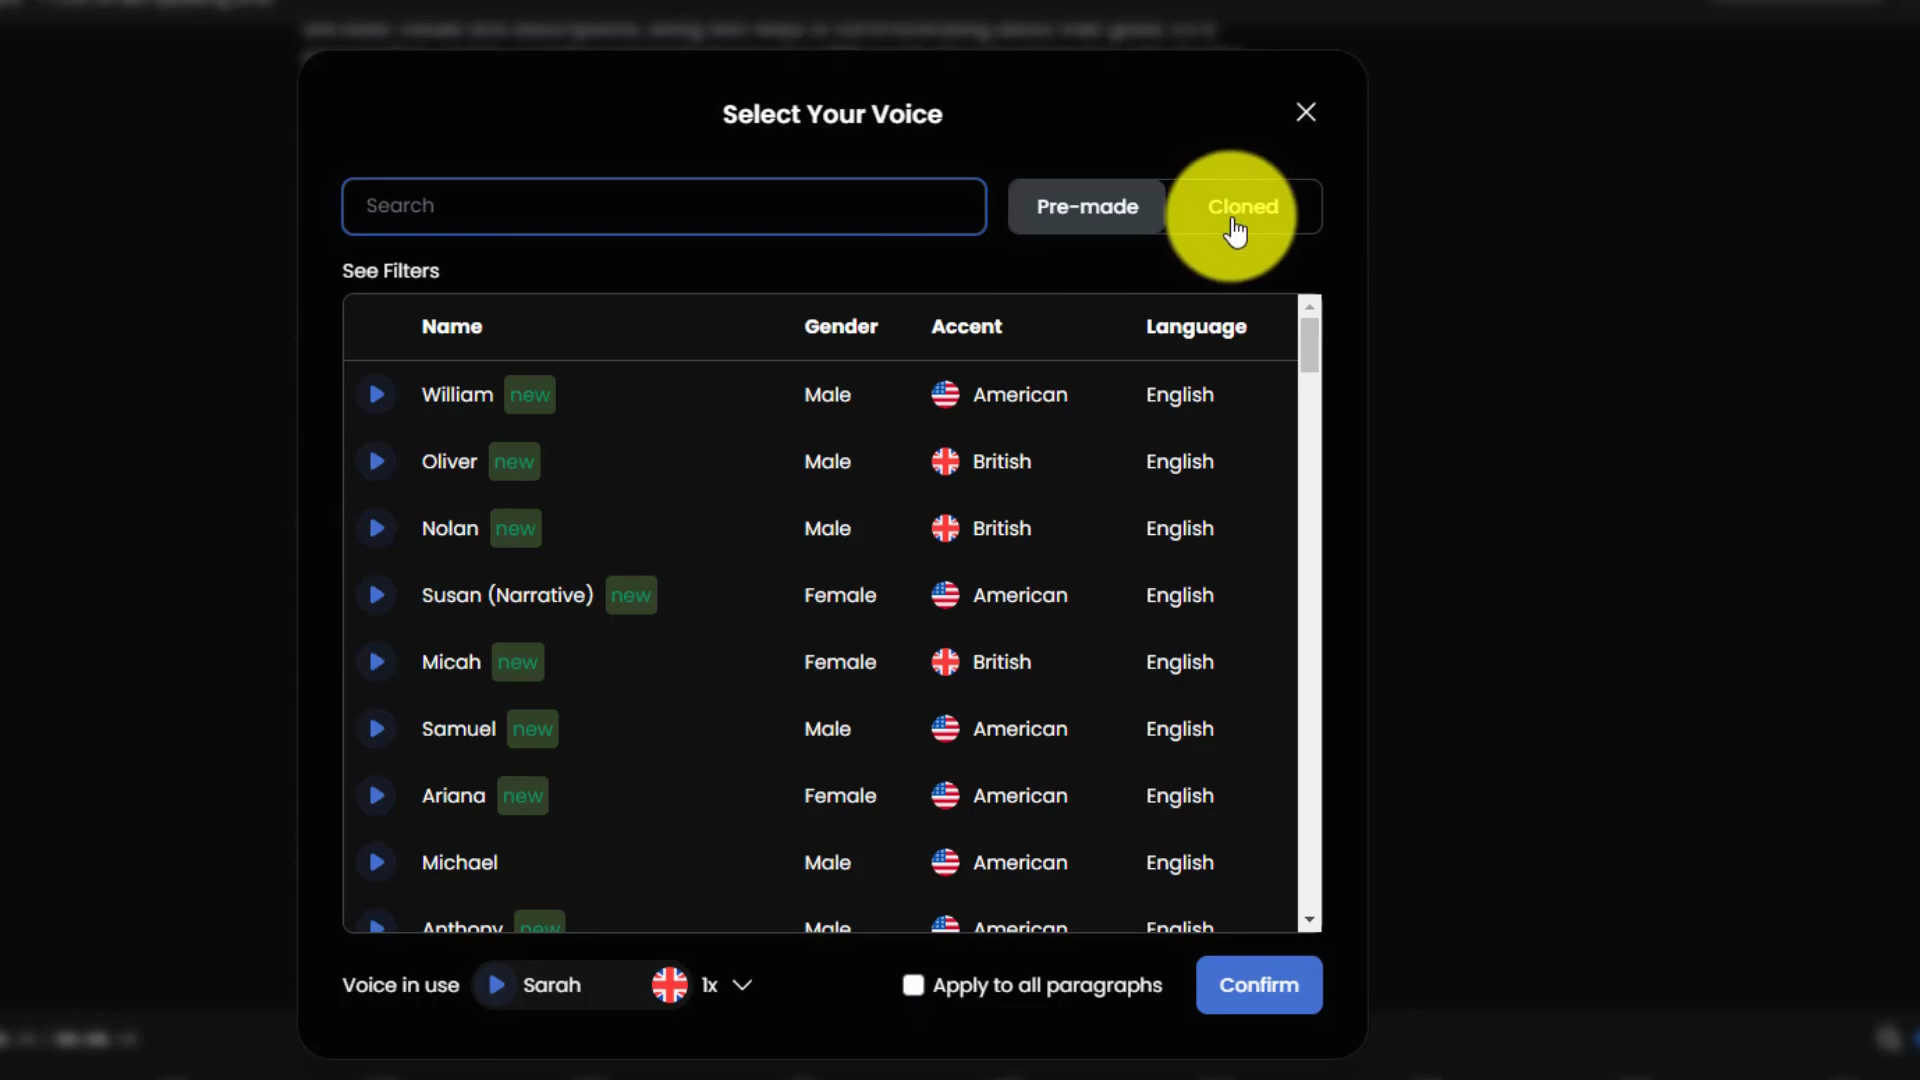 Select Your Voice
Search
Pre-made
Cloned
See Filters
Name Gender Accent Language
William new Male American English
Oliver new Male British English
Nolan new Male British English
Susan (Narrative) new Female American English
Micah new Female British English
Samuel new Male American English
Ariana new Female American English
Michael Male American English
Anthony new Male American English
Voice in use Sarah 1x Apply to all paragraphs Confirm